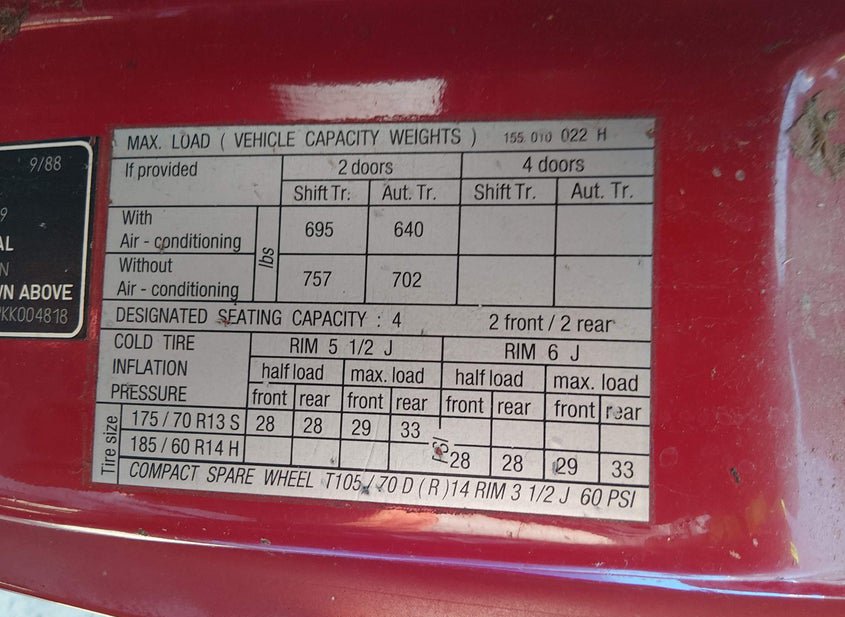 9/88
9
AL
N
WN ABOVE
KK004818
MAX. LOAD ( VEHICLE CAPACITY WEIGHTS ) 155 010 022 H
If provided 2 doors 4 doors
Shift Tr. Aut. Tr. Shift Tr. Aut. Tr.
With
Air - conditioning 695 640
lbs
Without
Air - conditioning 757 702
DESIGNATED SEATING CAPACITY : 4 2 front / 2 rear
COLD TIRE RIM 5 1/2 J RIM 6 J
INFLATION half load max. load half load max. load
PRESSURE front rear front rear front rear front rear
Tire size
175 / 70 R13 S 28 28 29 33
PSI
185 / 60 R14 H 28 28 29 33
COMPACT SPARE WHEEL T105 / 70 D ( R ) 14 RIM 3 1/2 J 60 PSI